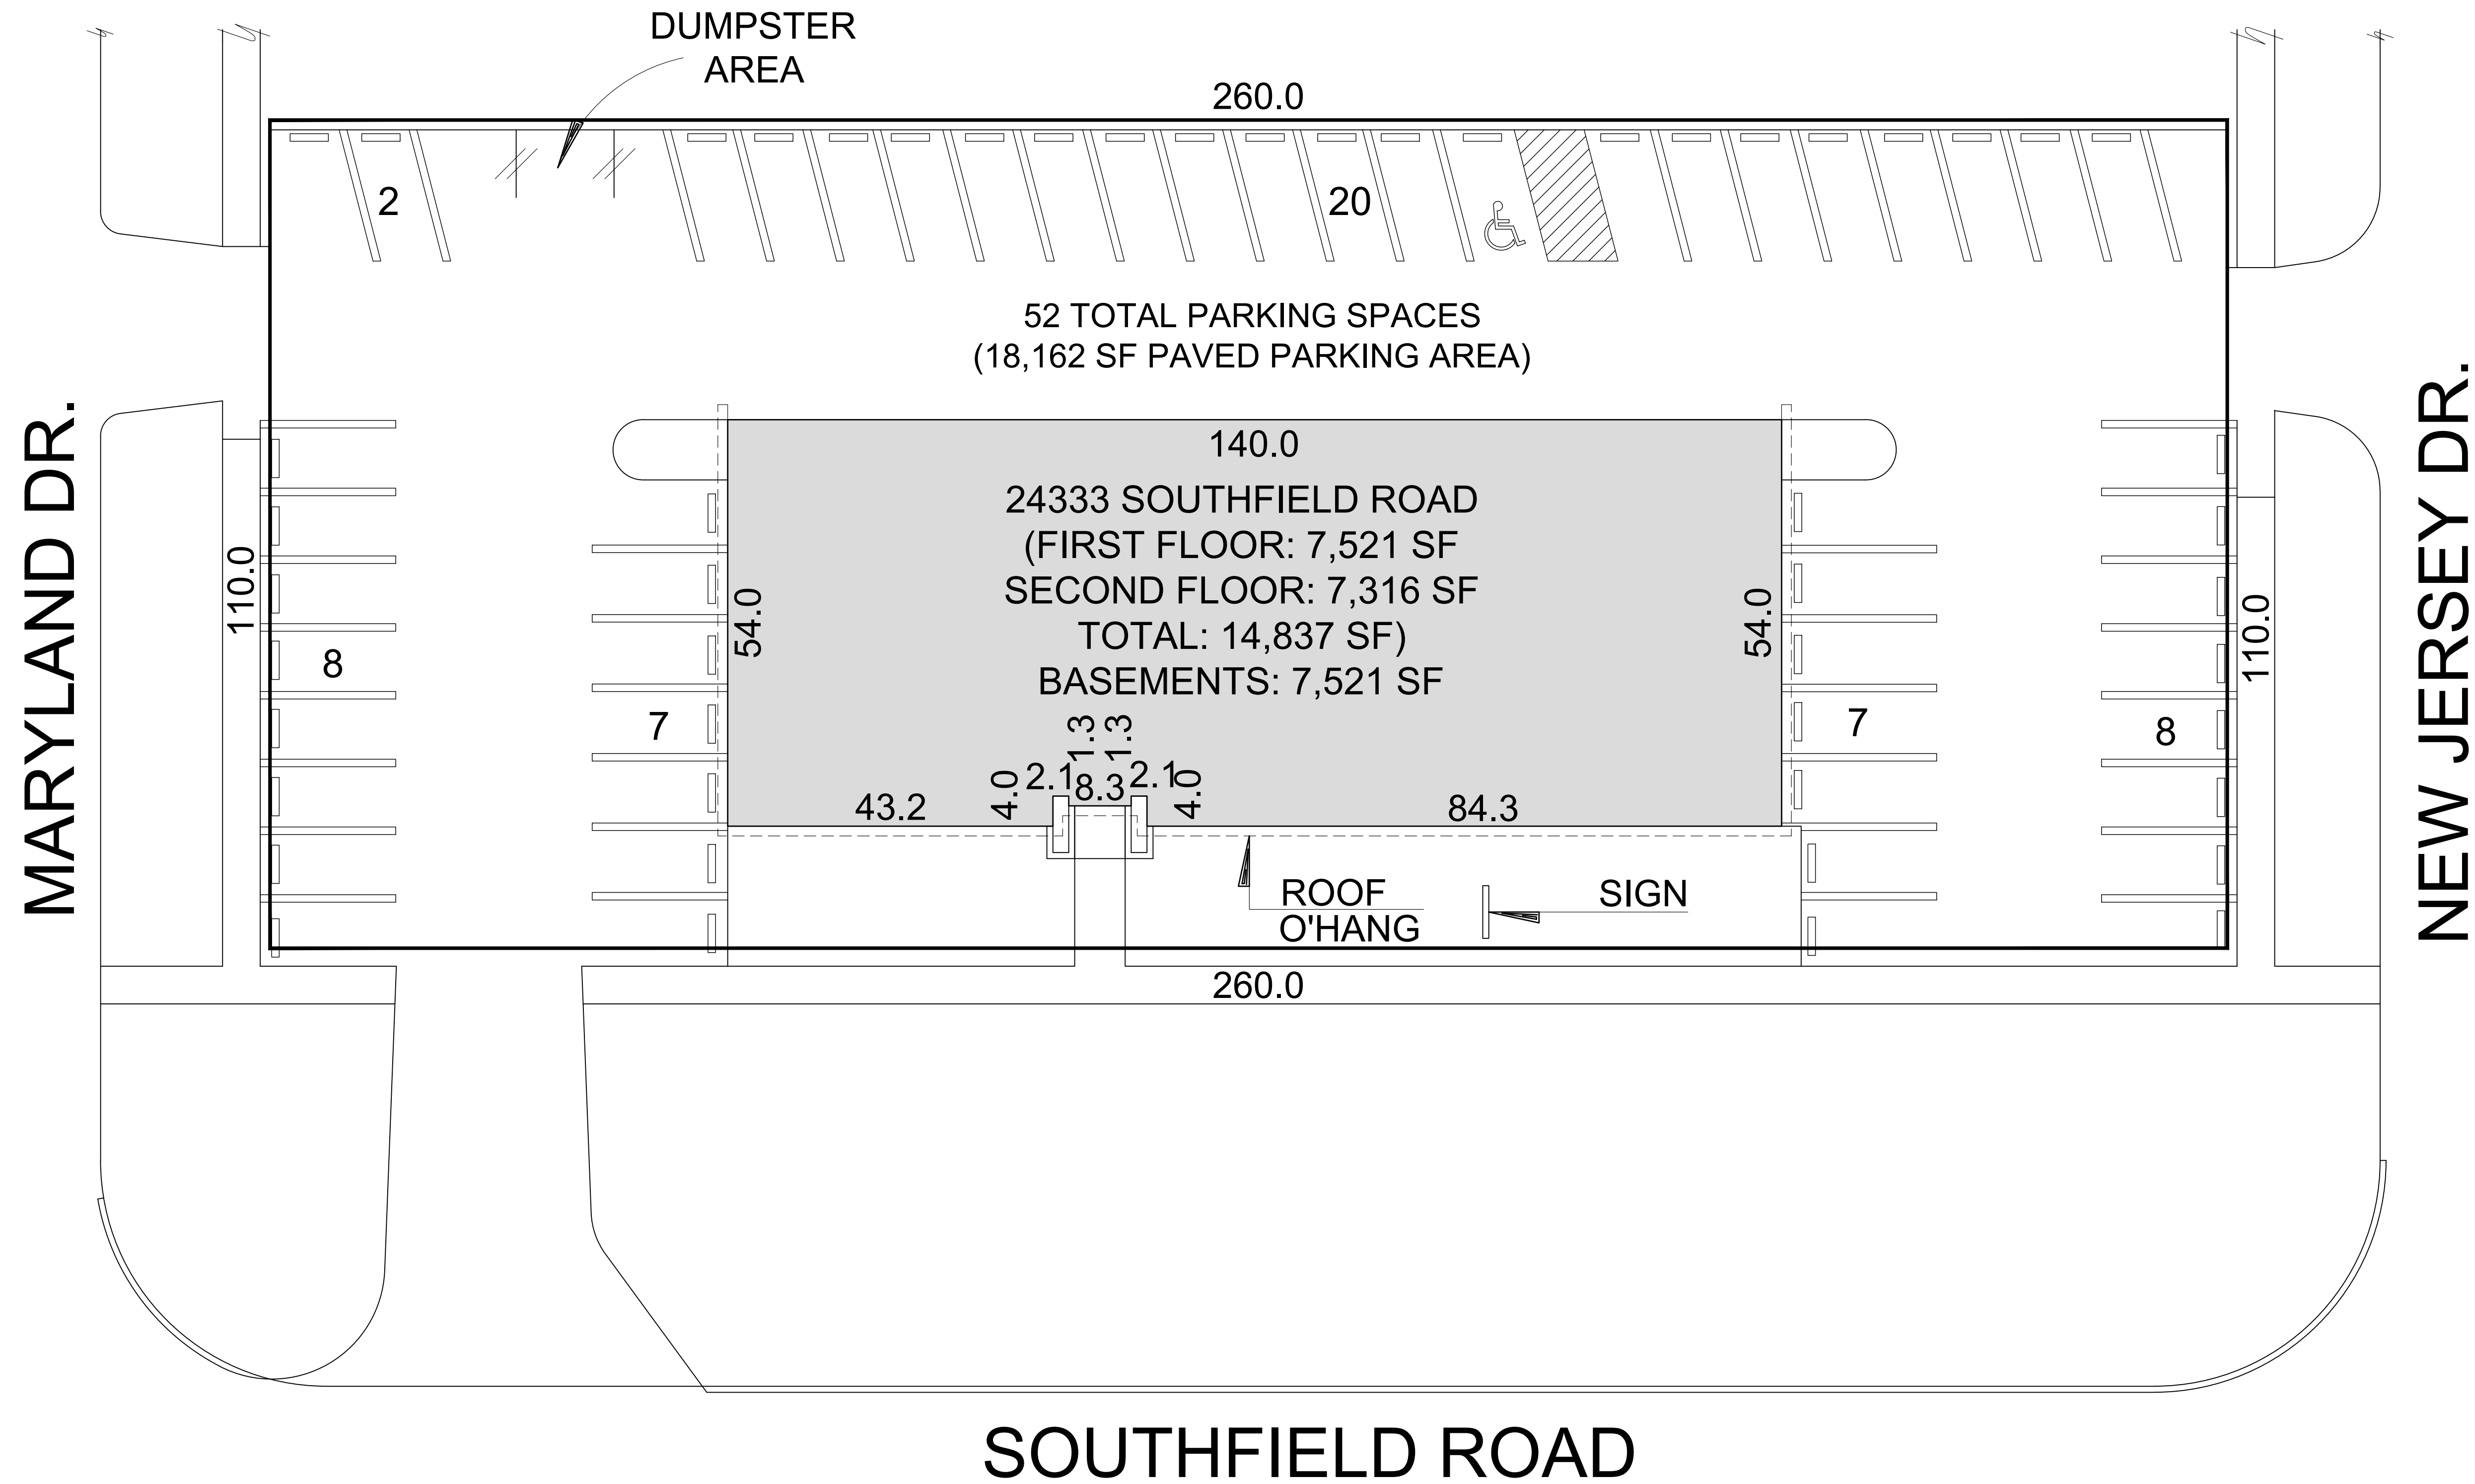 DUMPSTER
AREA
260.0
2
20
52 TOTAL PARKING SPACES
(18,162 SF PAVED PARKING AREA)
MARYLAND DR.
NEW JERSEY DR.
110.0
8
7
54.0
140.0
24333 SOUTHFIELD ROAD
(FIRST FLOOR: 7,521 SF
SECOND FLOOR: 7,316 SF
TOTAL: 14,837 SF)
BASEMENTS: 7,521 SF
54.0
7
8
110.0
43.2
4.0
2.1
1.3
8.3
1.3
2.1
4.0
84.3
ROOF
O'HANG
SIGN
260.0
SOUTHFIELD ROAD